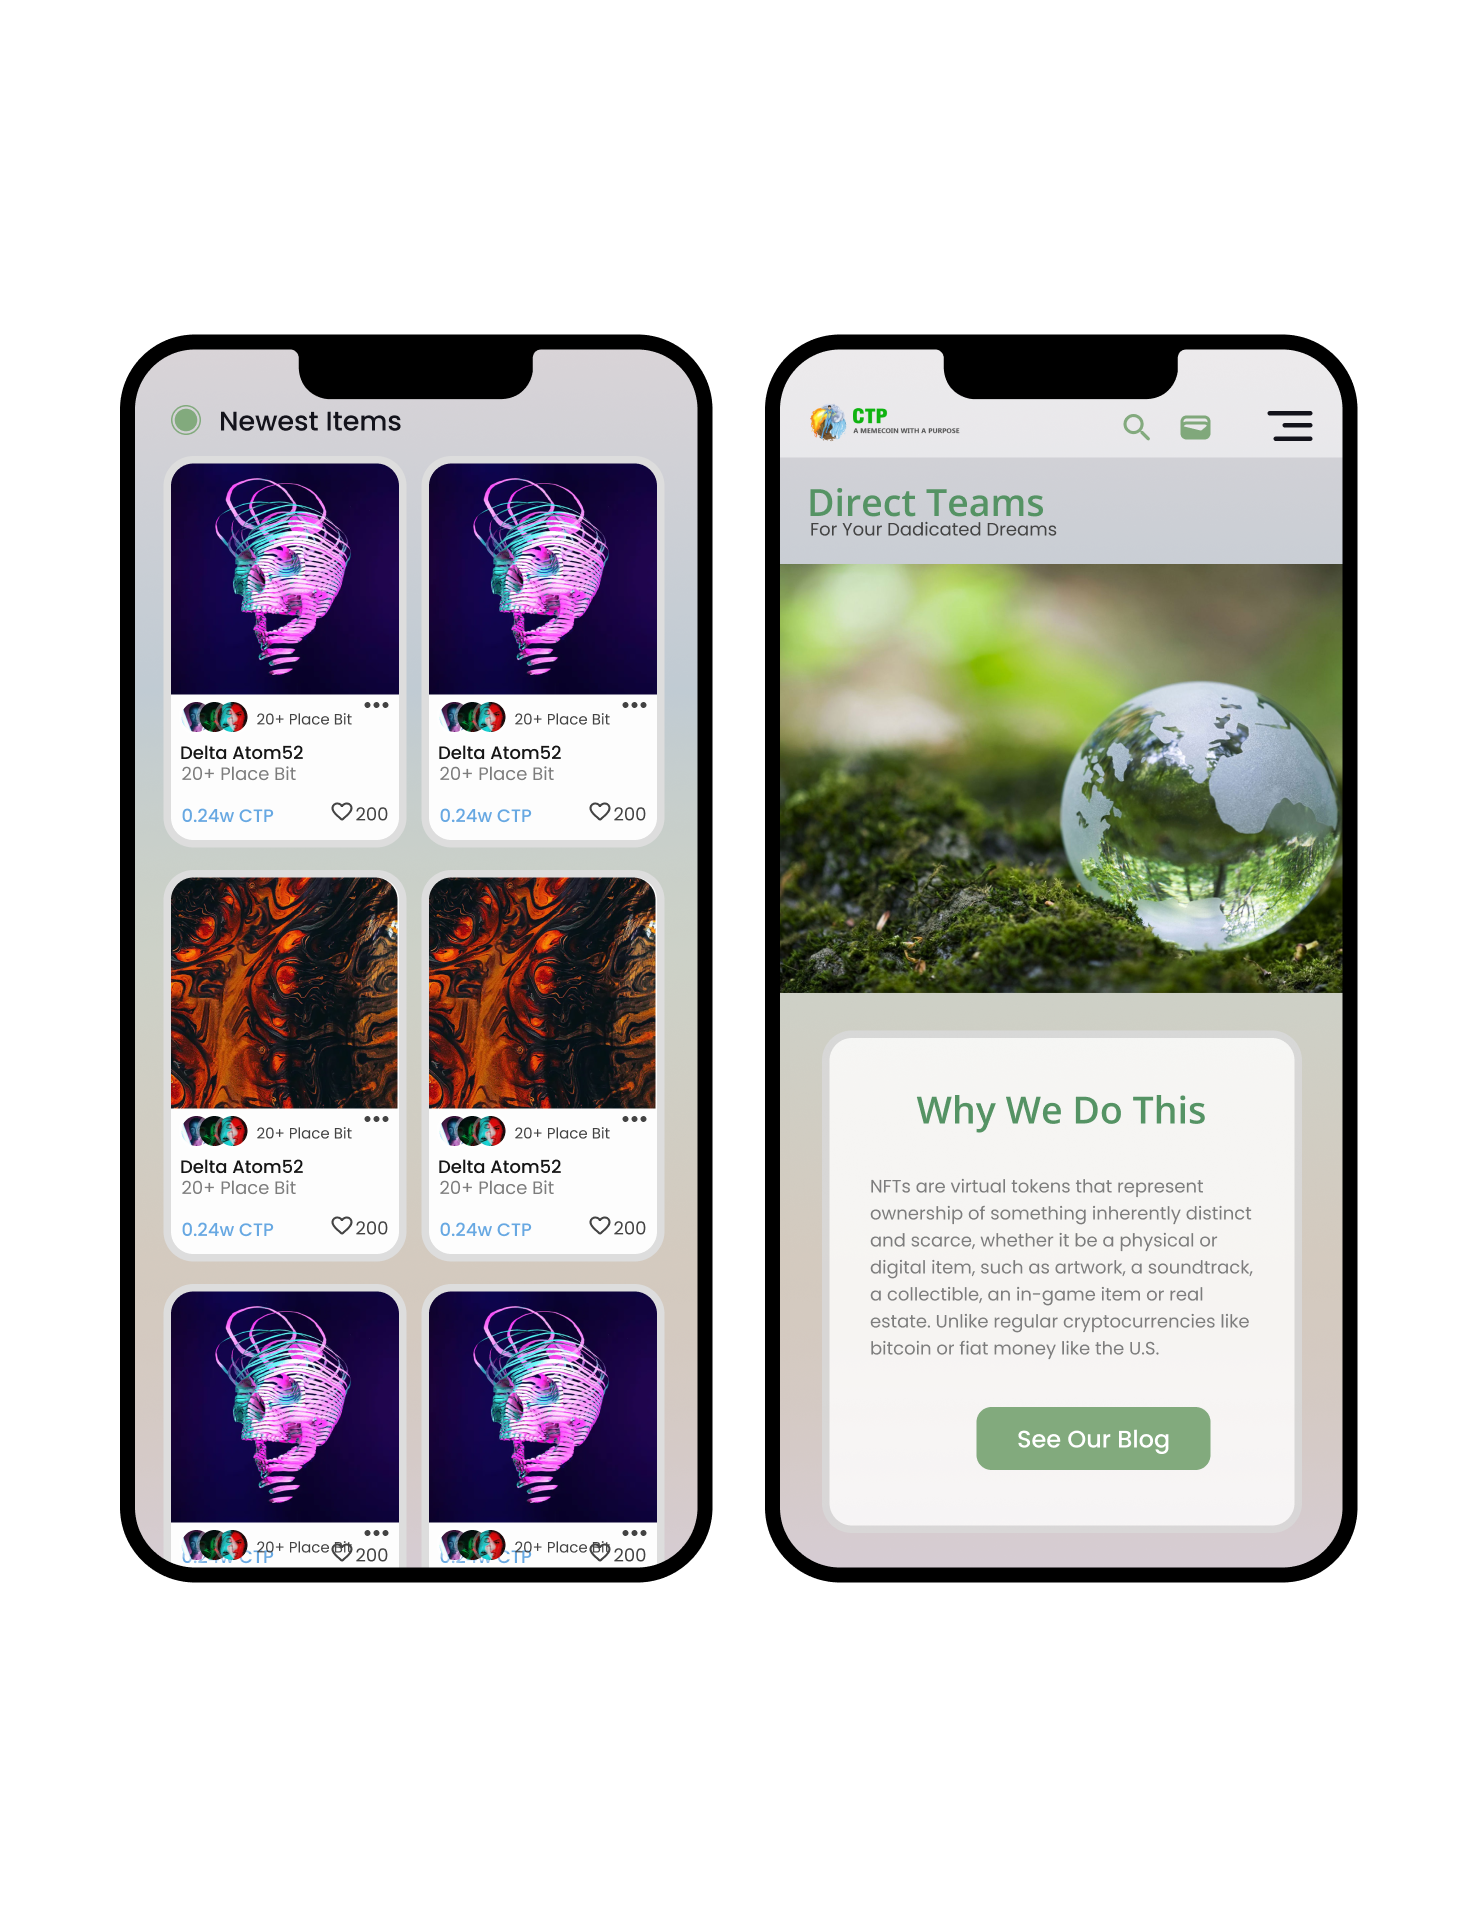 Newest Items
20+ Place Bit
Delta Atom52
20+ Place Bit
0.24w CTP
200
20+ Place Bit
Delta Atom52
20+ Place Bit
0.24w CTP
200
20+ Place Bit
Delta Atom52
20+ Place Bit
0.24w CTP
200
20+ Place Bit
Delta Atom52
20+ Place Bit
0.24w CTP
200
20+ Place Bit
0.24w CTP
200
20+ Place Bit
0.24w CTP
200
CTP
A MEMECOIN WITH A PURPOSE
Direct Teams
For Your Dadicated Dreams
Why We Do This
NFTs are virtual tokens that represent
ownership of something inherently distinct
and scarce, whether it be a physical or
digital item, such as artwork, a soundtrack,
a collectible, an in-game item or real
estate. Unlike regular cryptocurrencies like
bitcoin or fiat money like the U.S.
See Our Blog